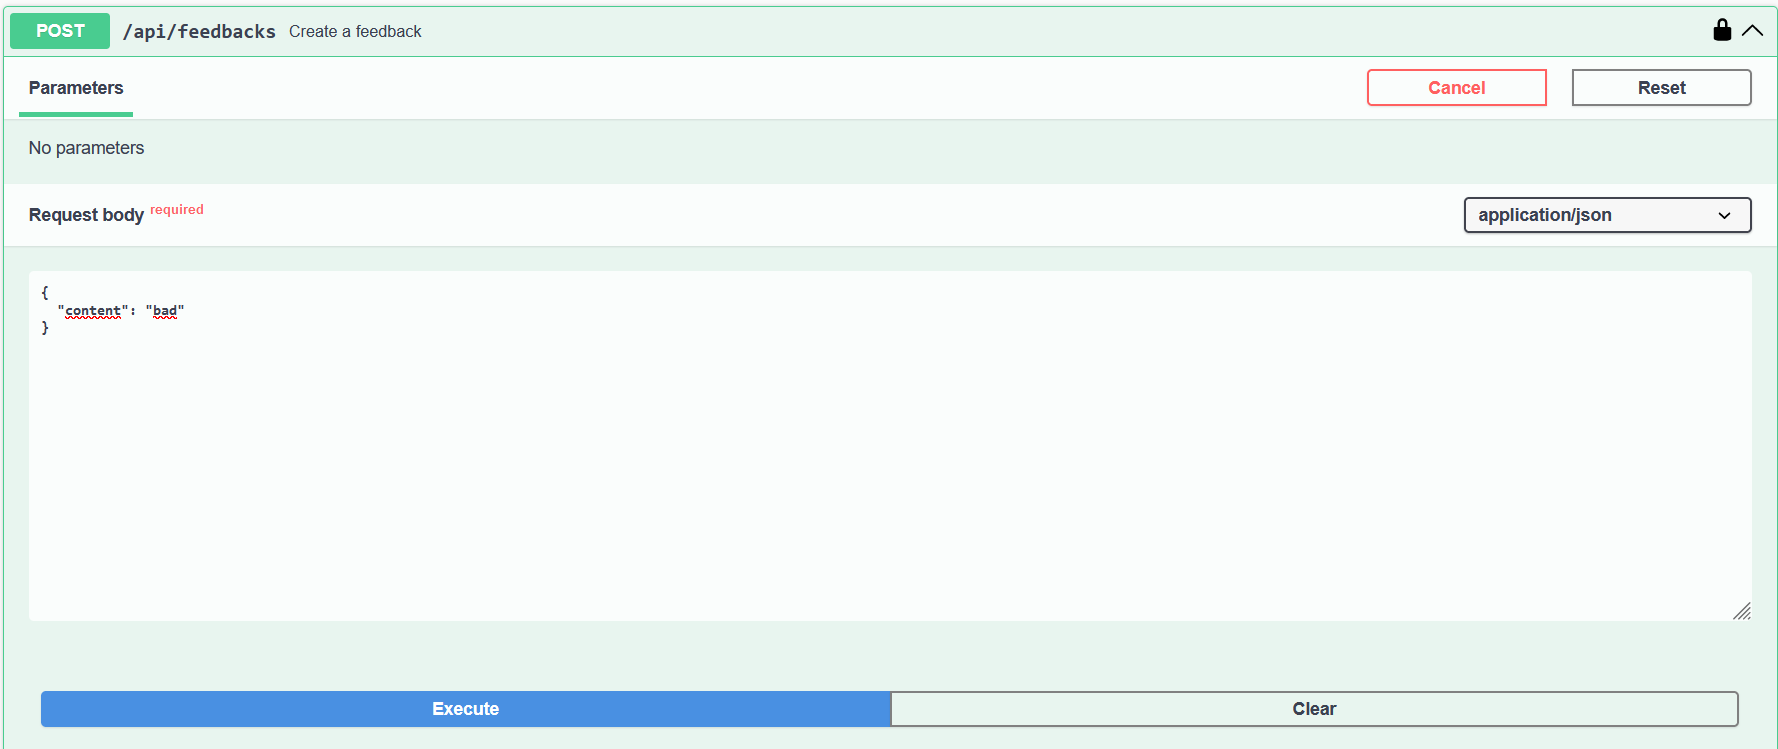 POST /api/feedbacks Create a feedback
Parameters Cancel Reset
No parameters
Request body required application/json
{
"content": "bad"
}
Execute Clear